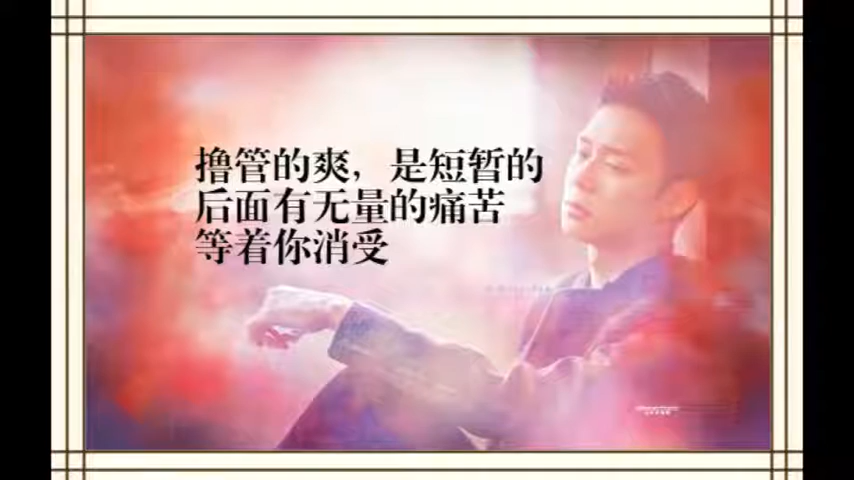 撸管的爽，是短暂的
后面有无量的痛苦
等着你消受